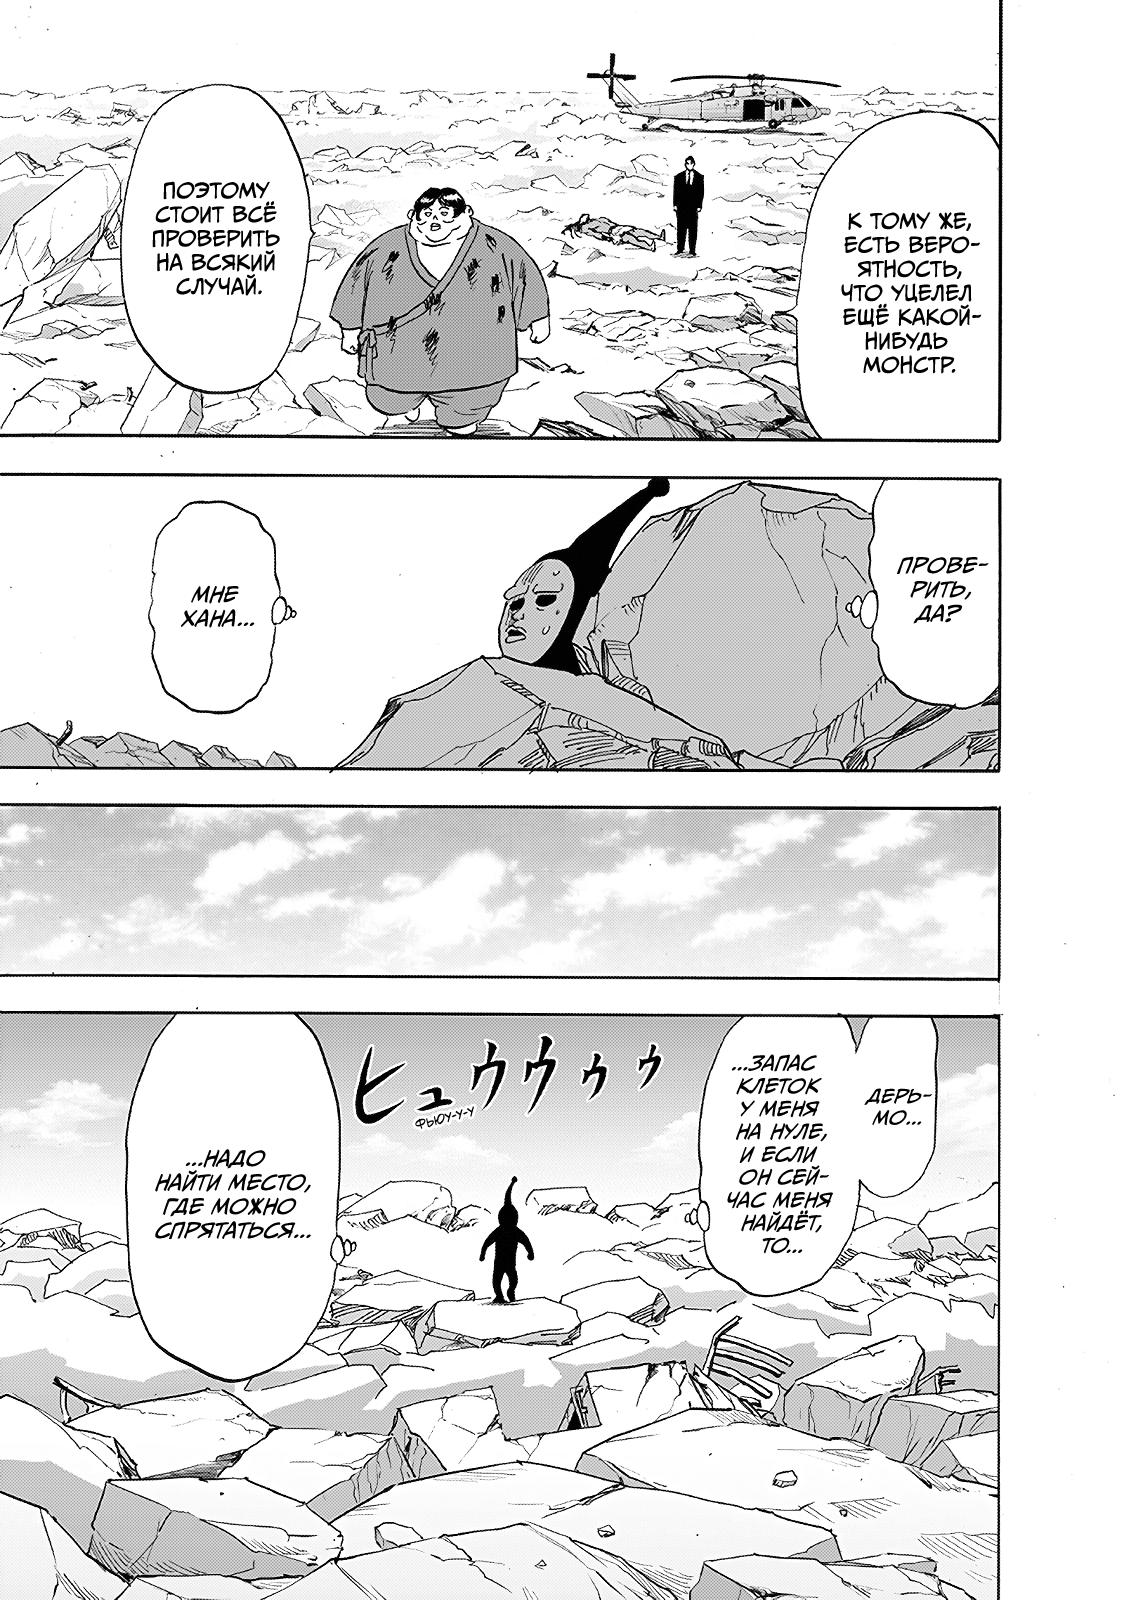 К ТОМУ ЖЕ,
ЕСТЬ ВЕРО-
ЯТНОСТЬ,
ЧТО УЦЕЛЕЛ
ЕЩЁ КАКОЙ-
НИБУДЬ
МОНСТР.
ПОЭТОМУ
СТОИТ ВСЁ
ПРОВЕРИТЬ
НА ВСЯКИЙ
СЛУЧАЙ.
ПРОВЕ-
РИТЬ,
ДА?
МНЕ
ХАНА...
ДЕРЬ-
МО...
...ЗАПАС
КЛЕТОК
У МЕНЯ
НА НУЛЕ,
И ЕСЛИ
ОН СЕЙ-
ЧАС МЕНЯ
НАЙДЁТ,
ТО...
ヒュウウゥゥ
ФЬЮУ-У-У
...НАДО
НАЙТИ МЕСТО,
ГДЕ МОЖНО
СПРЯТАТЬСЯ...